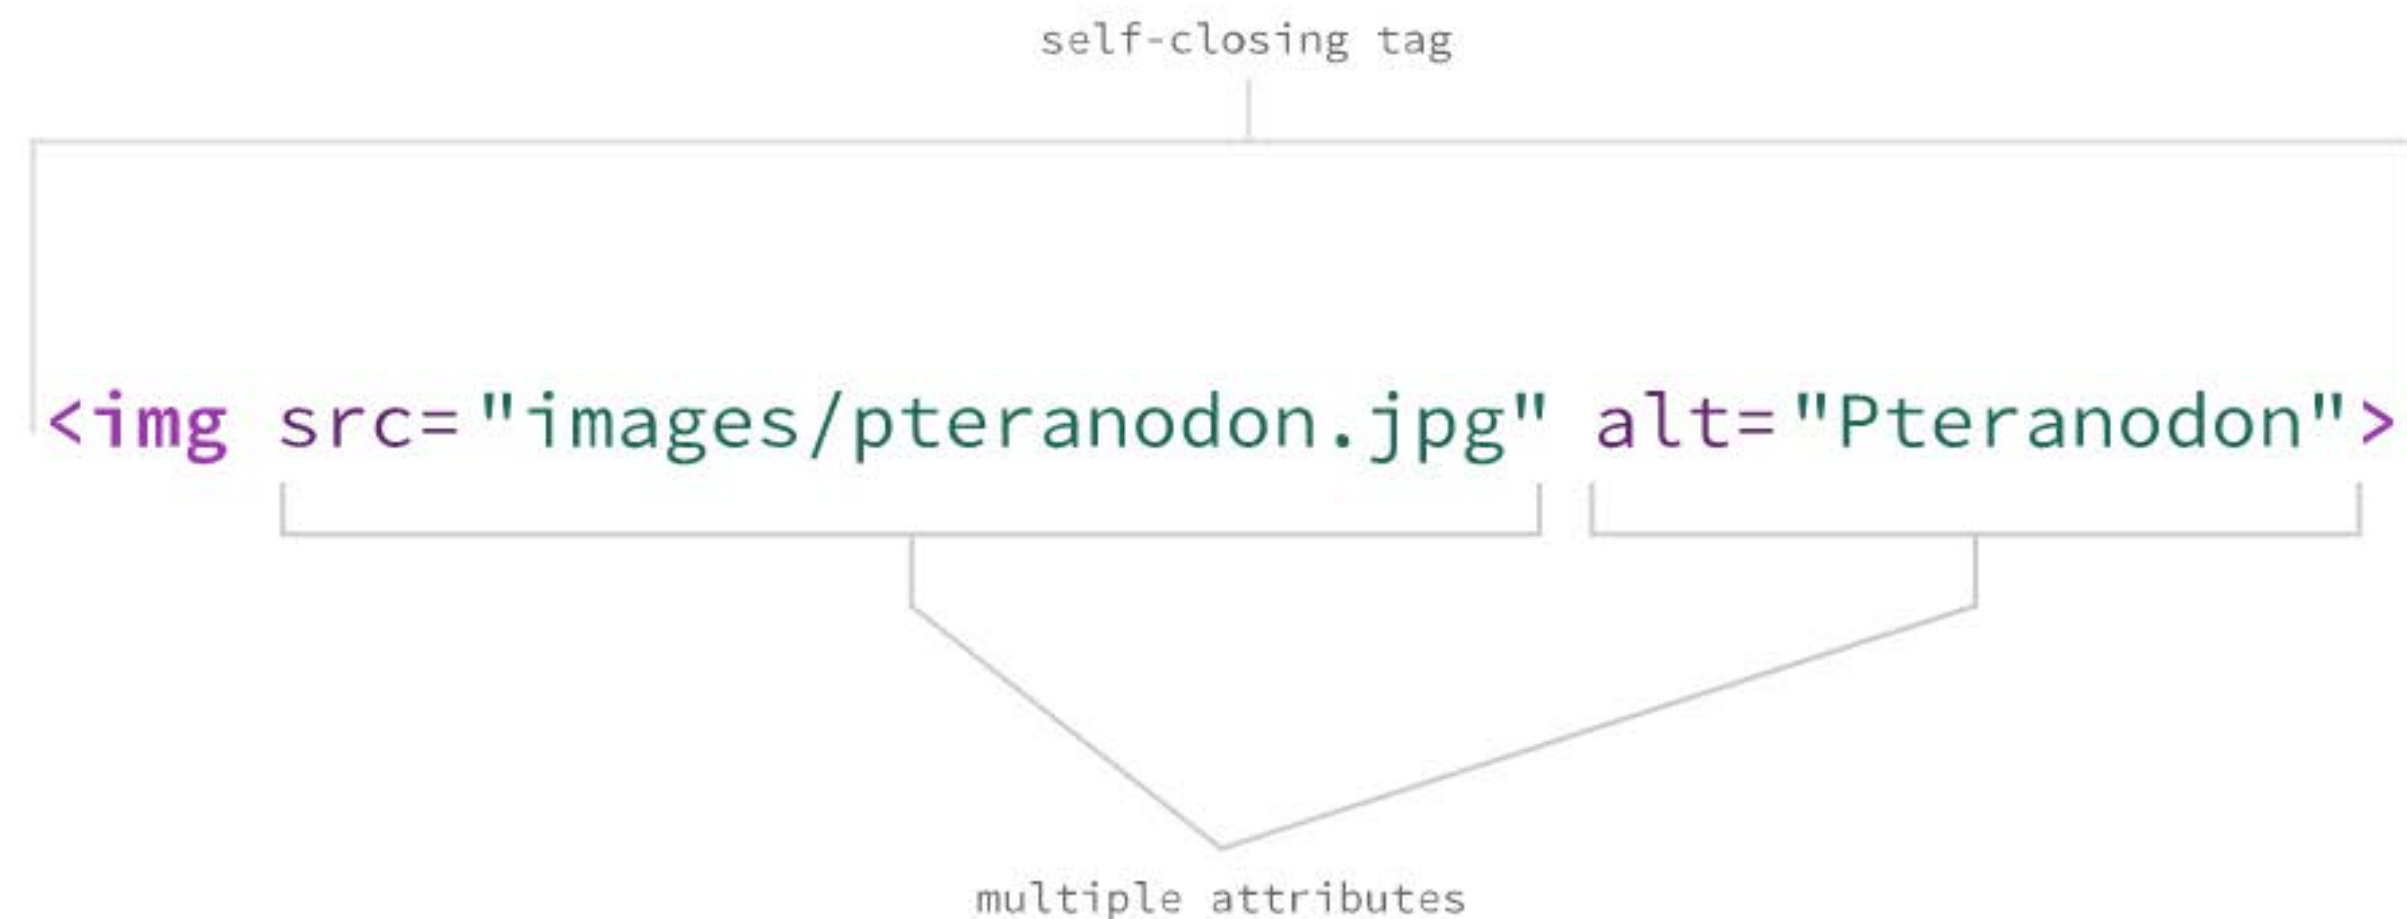 self-closing tag
<img src="images/pteranodon.jpg" alt="Pteranodon">
multiple attributes